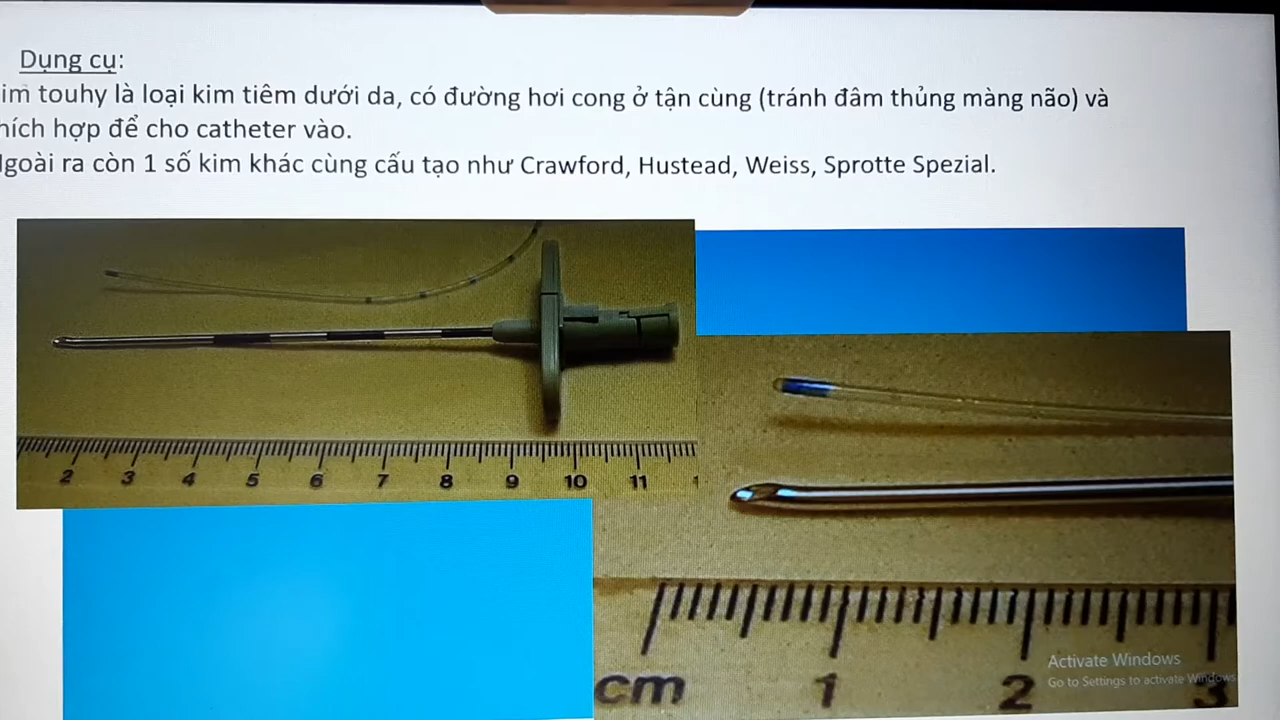 Dụng cụ:
im touhy là loại kim tiêm dưới da, có đường hơi cong ở tận cùng (tránh đâm thủng màng não) và
hích hợp để cho catheter vào.
Ngoài ra còn 1 số kim khác cùng cấu tạo như Crawford, Hustead, Weiss, Sprotte Spezial.
2 3 4 5 6 7 8 9 10 11 1
cm 1 2 3
Activate Windows
Go to Settings to activate Windows.